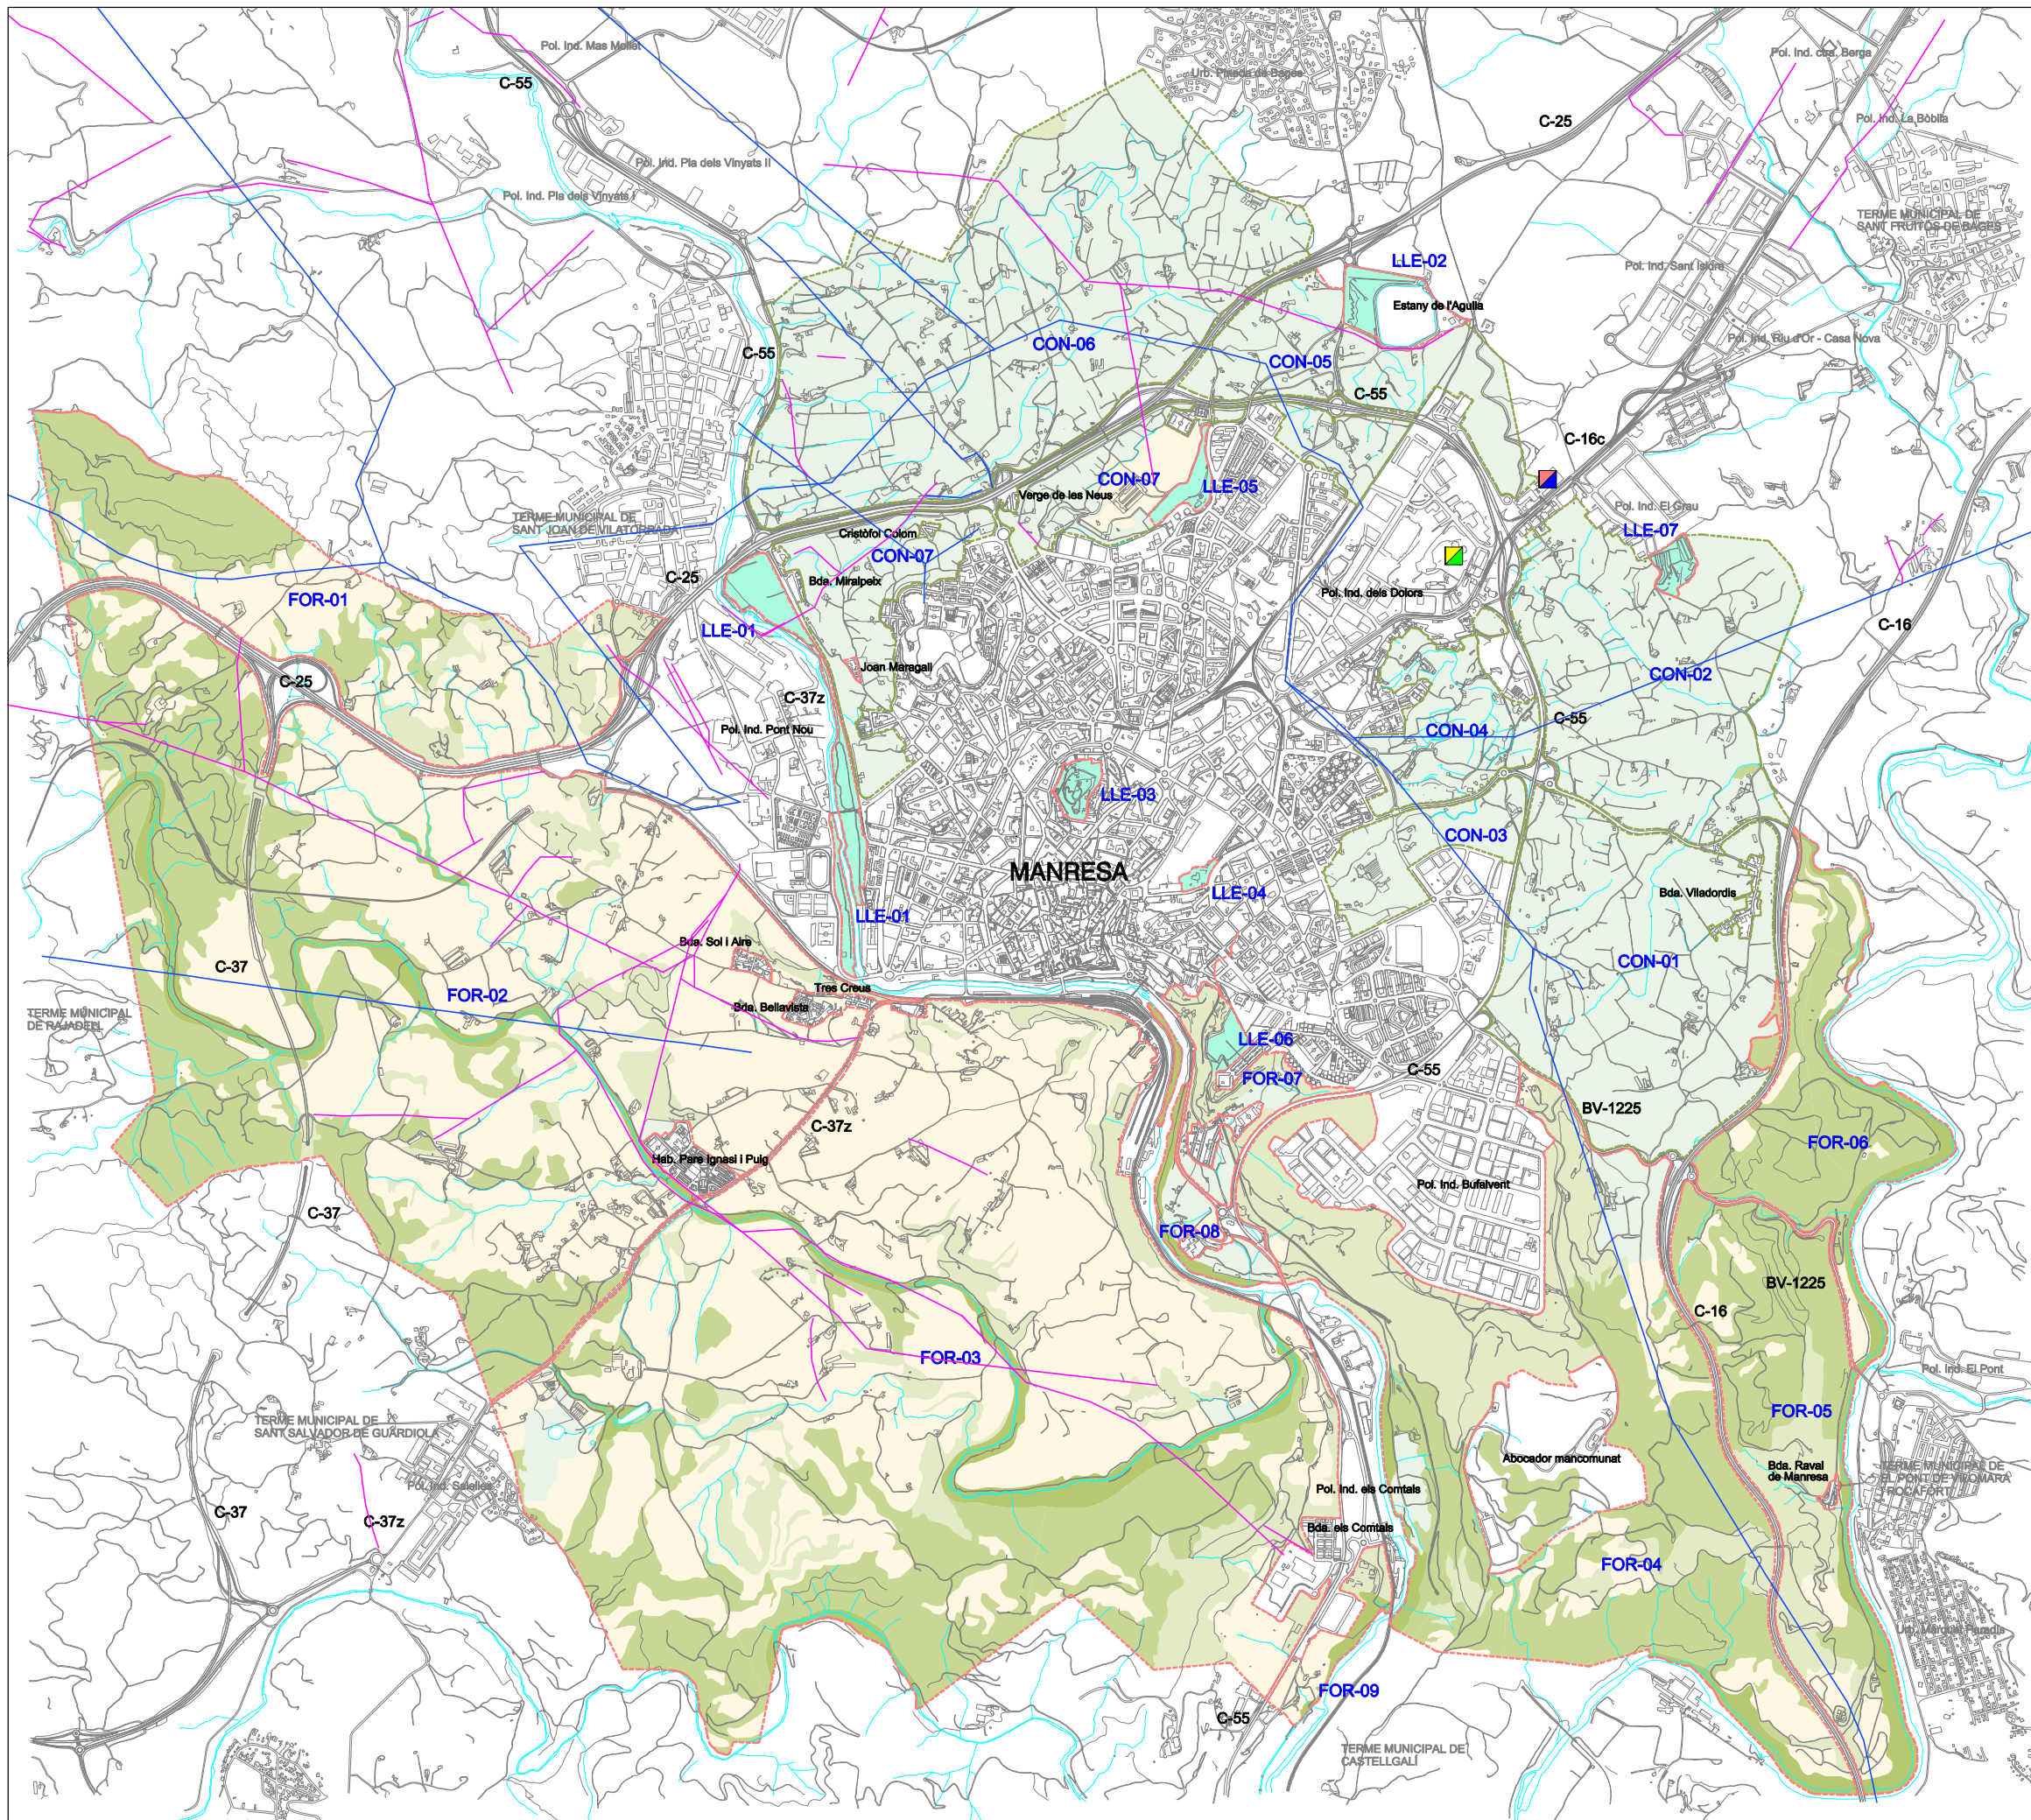 Pol. Ind. Mas Mollet
Pol. Ind. ctra. Berga
Urb. Pineda de Bages
C-55
Pol. Ind. La Bòbila
C-25
Pol. Ind. Pla dels Vinyats II
Pol. Ind. Pla dels Vinyats I
TERME MUNICIPAL DE
SANT FRUITÓS DE BAGES
LLE-02
Pol. Ind. Sant Isidre
Estany de l'Agulla
Pol. Ind. Riu d'Or - Casa Nova
CON-06
C-55
CON-05
C-55
C-16c
CON-07
LLE-05
Verge de les Neus
Pol. Ind. El Grau
TERME MUNICIPAL DE
SANT JOAN DE VILATORRADA
LLE-07
Cristòfol Colom
CON-07
C-25
Bda. Miralpeix
Pol. Ind. dels Dolors
FOR-01
C-16
LLE-01
Joan Maragall
CON-02
C-25
C-37z
C-55
Pol. Ind. Pont Nou
CON-04
LLE-03
CON-03
MANRESA
LLE-04
Bda. Viladordis
LLE-01
Bda. Sol i Aire
C-37
CON-01
FOR-02
Tres Creus
Bda. Bellavista
TERME MUNICIPAL
DE RAJADELL
LLE-06
C-55
FOR-07
BV-1225
C-37z
FOR-06
Hab. Pare Ignasi i Puig
Pol. Ind. Bufalvent
C-37
FOR-08
BV-1225
C-16
FOR-03
Pol. Ind. El Pont
FOR-05
TERME MUNICIPAL DE
SANT SALVADOR DE GUARDIOLA
Abocador mancomunat
Bda. Raval
de Manresa
TERME MUNICIPAL DE
EL PONT DE VILOMARA
I ROCAFORT
Pol. Ind. Salelles
Pol. Ind. els Comtals
C-37
C-37z
Bda. els Comtals
FOR-04
Urb. Marquet Paradís
FOR-09
C-55
TERME MUNICIPAL DE
CASTELLGALÍ